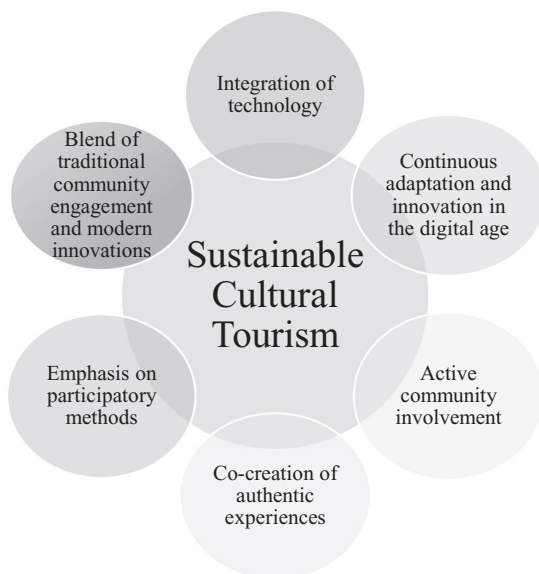 Integration of
technology
Continuous
adaptation and
innovation in
the digital age
Active
community
involvement
Co-creation of
authentic
experiences
Emphasis on
participatory
methods
Blend of
traditional
community
engagement
and modern
innovations
Sustainable
Cultural
Tourism